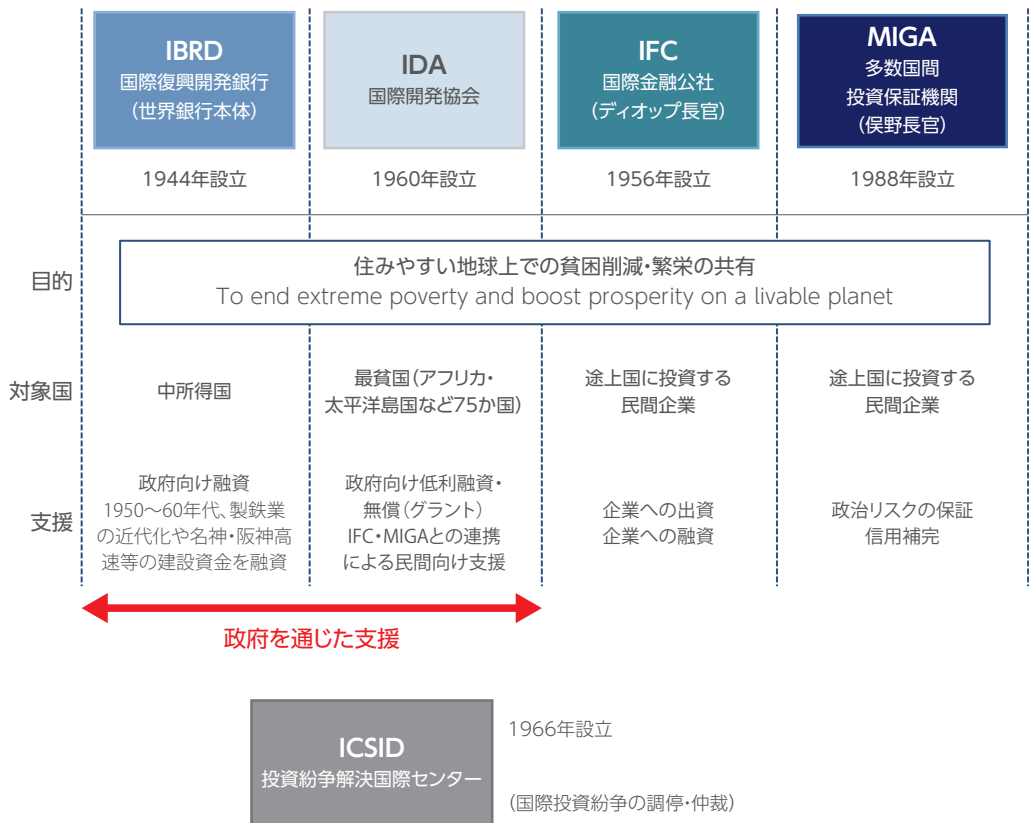 IBRD
国際復興開発銀行
(世界銀行本体)
IDA
国際開発協会
IFC
国際金融公社
(ディオップ長官)
MIGA
多数国間
投資保証機関
(俣野長官)
1944年設立
1960年設立
1956年設立
1988年設立
目的
住みやすい地球上での貧困削減・繁栄の共有
To end extreme poverty and boost prosperity on a livable planet
対象国
中所得国
最貧国(アフリカ・
太平洋島国など75か国)
途上国に投資する
民間企業
途上国に投資する
民間企業
支援
政府向け融資
1950〜60年代、製鉄業
の近代化や名神・阪神高
速等の建設資金を融資
政府向け低利融資・
無償(グラント)
IFC・MIGAとの連携
による民間向け支援
企業への出資
企業への融資
政治リスクの保証
信用補完
政府を通じた支援
ICSID
投資紛争解決国際センター
1966年設立
(国際投資紛争の調停・仲裁)